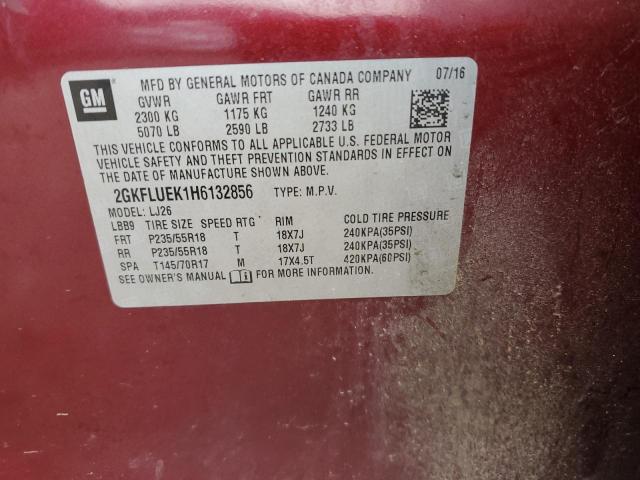 GM
MFD BY GENERAL MOTORS OF CANADA COMPANY 07/16
GVWR GAWR FRT GAWR RR
2300 KG 1175 KG 1240 KG
5070 LB 2590 LB 2733 LB
THIS VEHICLE CONFORMS TO ALL APPLICABLE U.S. FEDERAL MOTOR
VEHICLE SAFETY AND THEFT PREVENTION STANDARDS IN EFFECT ON
THE DATE OF MANUFACTURE SHOWN ABOVE.
2GKFLUEK1H6132856 TYPE: M.P.V.
MODEL: LJ26
LBB9 TIRE SIZE SPEED RTG RIM COLD TIRE PRESSURE
FRT P235/55R18 T 18X7J 240KPA(35PSI)
RR P235/55R18 T 18X7J 240KPA(35PSI)
SPA T145/70R17 M 17X4.5T 420KPA(60PSI)
SEE OWNER'S MANUAL FOR MORE INFORMATION.